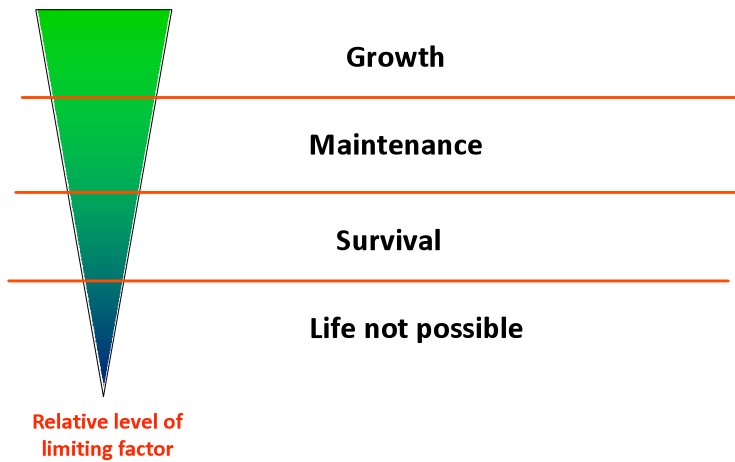 Growth
Maintenance
Survival
Life not possible
Relative level of
limiting factor